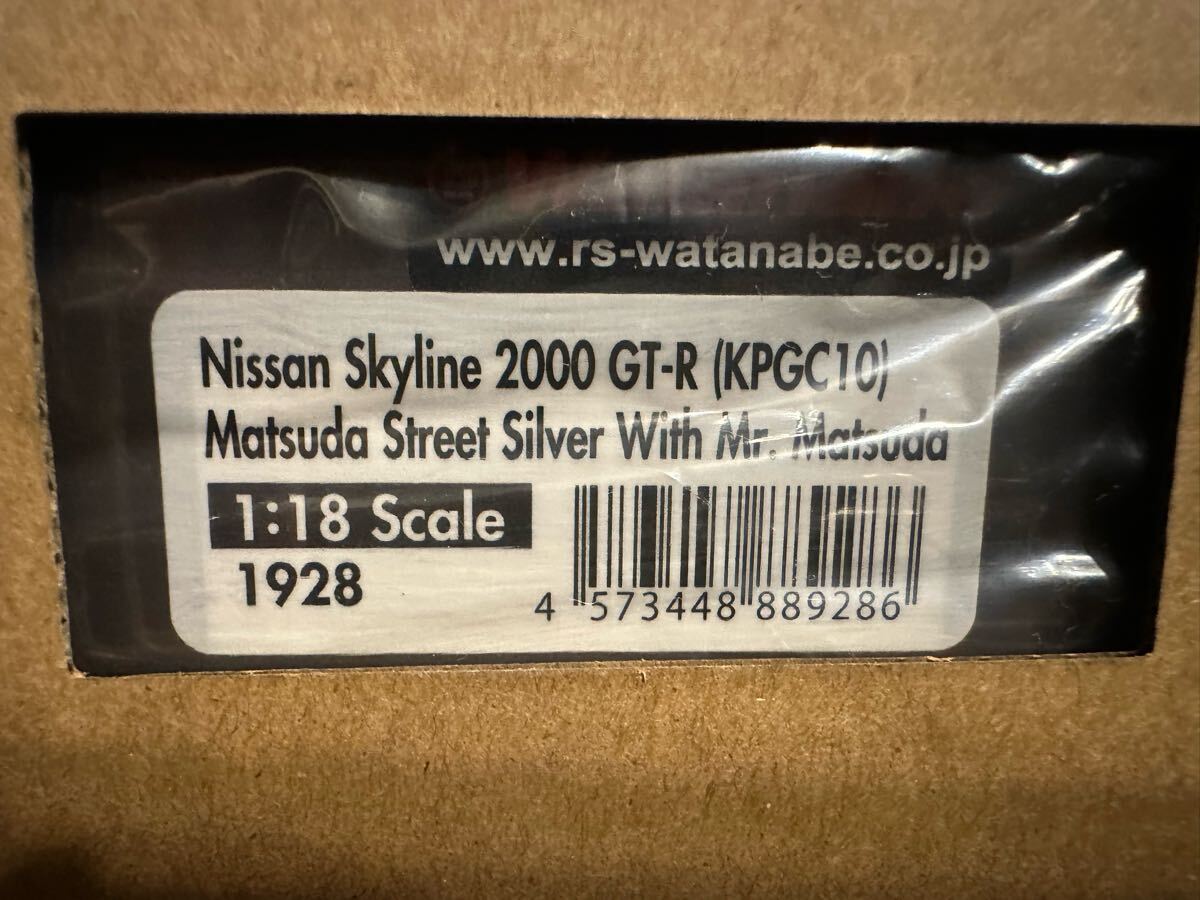 www.rs-watanabe.co.jp
Nissan Skyline 2000 GT-R (KPGC10)
Matsuda Street Silver With Mr. Matsuda
1:18 Scale
1928
4 573448 889286